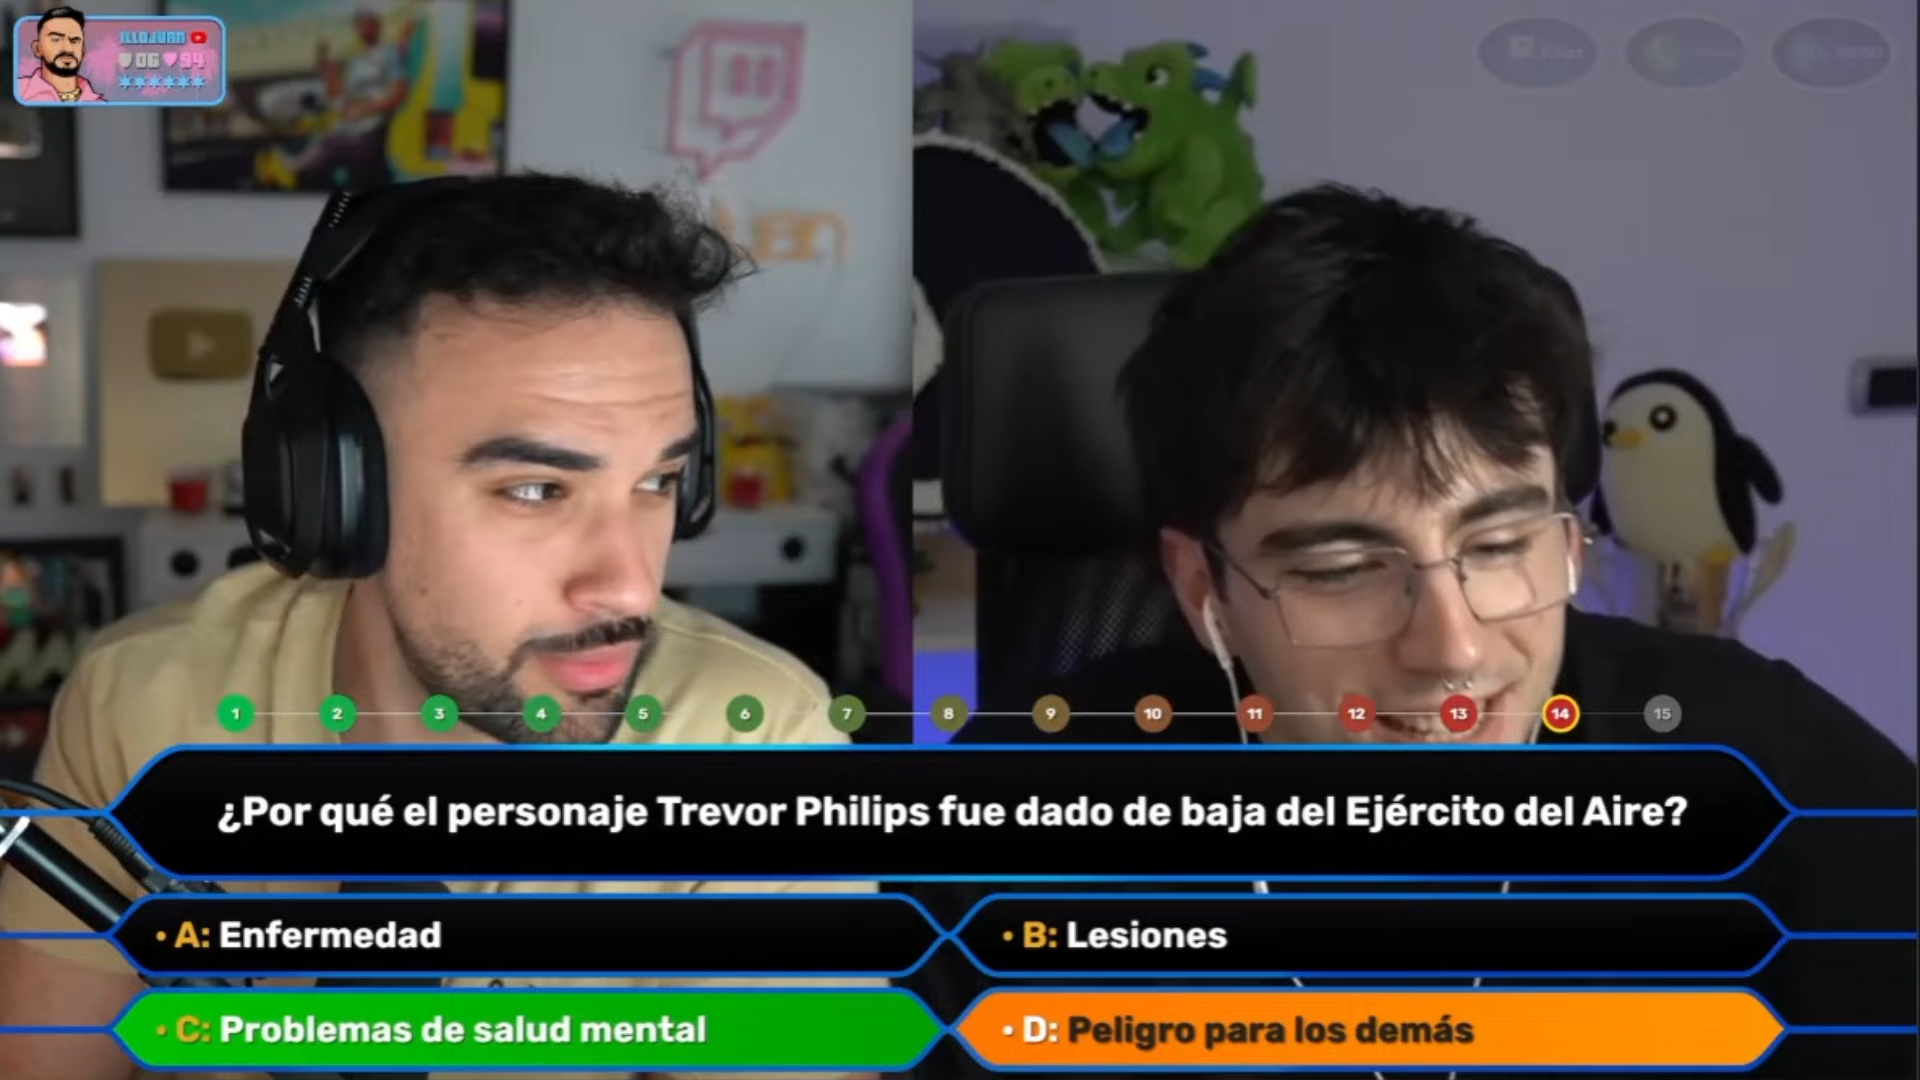 ILLOJUAN
06 94
uan
1 2 3 4 5 6 7 8 9 10 11 12 13 14 15
¿Por qué el personaje Trevor Philips fue dado de baja del Ejército del Aire?
• A: Enfermedad
• B: Lesiones
• C: Problemas de salud mental
• D: Peligro para los demás